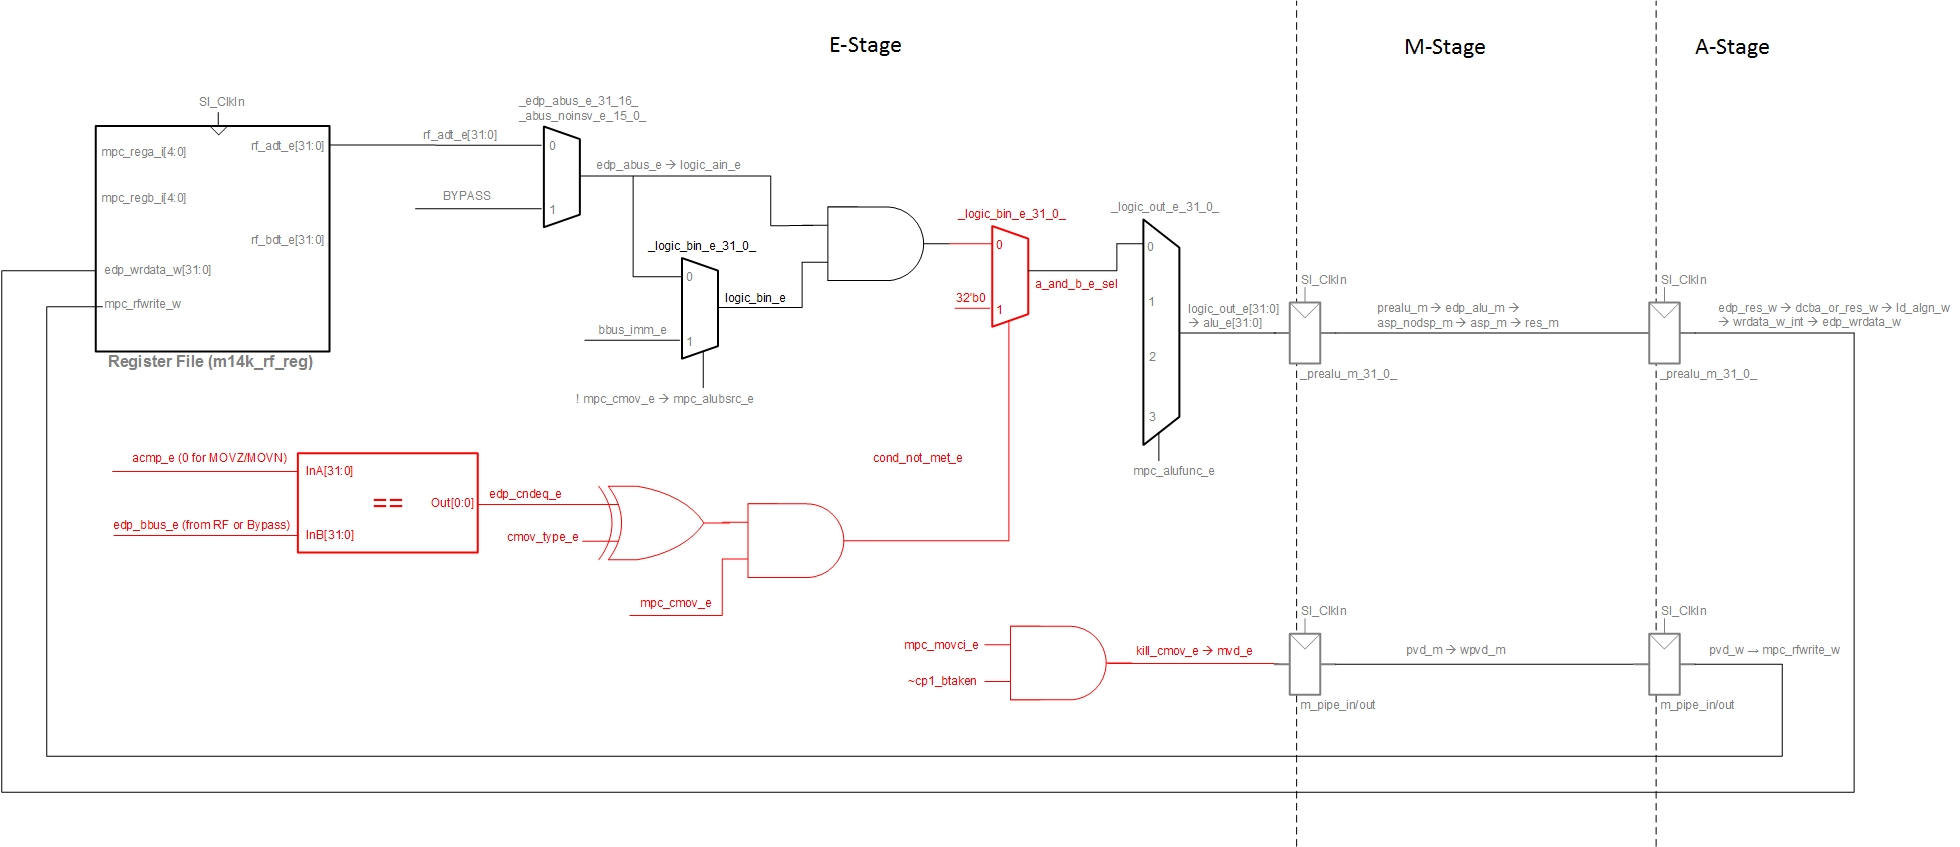 E-Stage
M-Stage
A-Stage
SI_ClkIn
mpc_rega_i[4:0]
rf_adt_e[31:0]
mpc_regb_i[4:0]
rf_bdt_e[31:0]
edp_wrdata_w[31:0]
mpc_rfwrite_w
Register File (m14k_rf_reg)
_edp_abus_e_31_16_
_abus_noinsv_e_15_0_
rf_adt_e[31:0]
0
BYPASS
1
edp_abus_e → logic_ain_e
_logic_bin_e_31_0_
0
logic_bin_e
bbus_imm_e
1
! mpc_cmov_e → mpc_alubsrc_e
_logic_bin_e_31_0_
0
32'b0
1
a_and_b_e_sel
_logic_out_e_31_0_
0
1
2
3
mpc_alufunc_e
logic_out_e[31:0]
→ alu_e[31:0]
SI_ClkIn
_prealu_m_31_0_
prealu_m → edp_alu_m →
asp_nodsp_m → asp_m → res_m
SI_ClkIn
_prealu_m_31_0_
edp_res_w → dcba_or_res_w → ld_algn_w
→ wrdata_w_int → edp_wrdata_w
acmp_e (0 for MOVZ/MOVN)
InA[31:0]
==
Out[0:0]
edp_bbus_e (from RF or Bypass)
InB[31:0]
edp_cndeq_e
cmov_type_e
mpc_cmov_e
cond_not_met_e
mpc_movci_e
~cp1_btaken
kill_cmov_e → mvd_e
SI_ClkIn
m_pipe_in/out
pvd_m → wpvd_m
SI_ClkIn
m_pipe_in/out
pvd_w → mpc_rfwrite_w